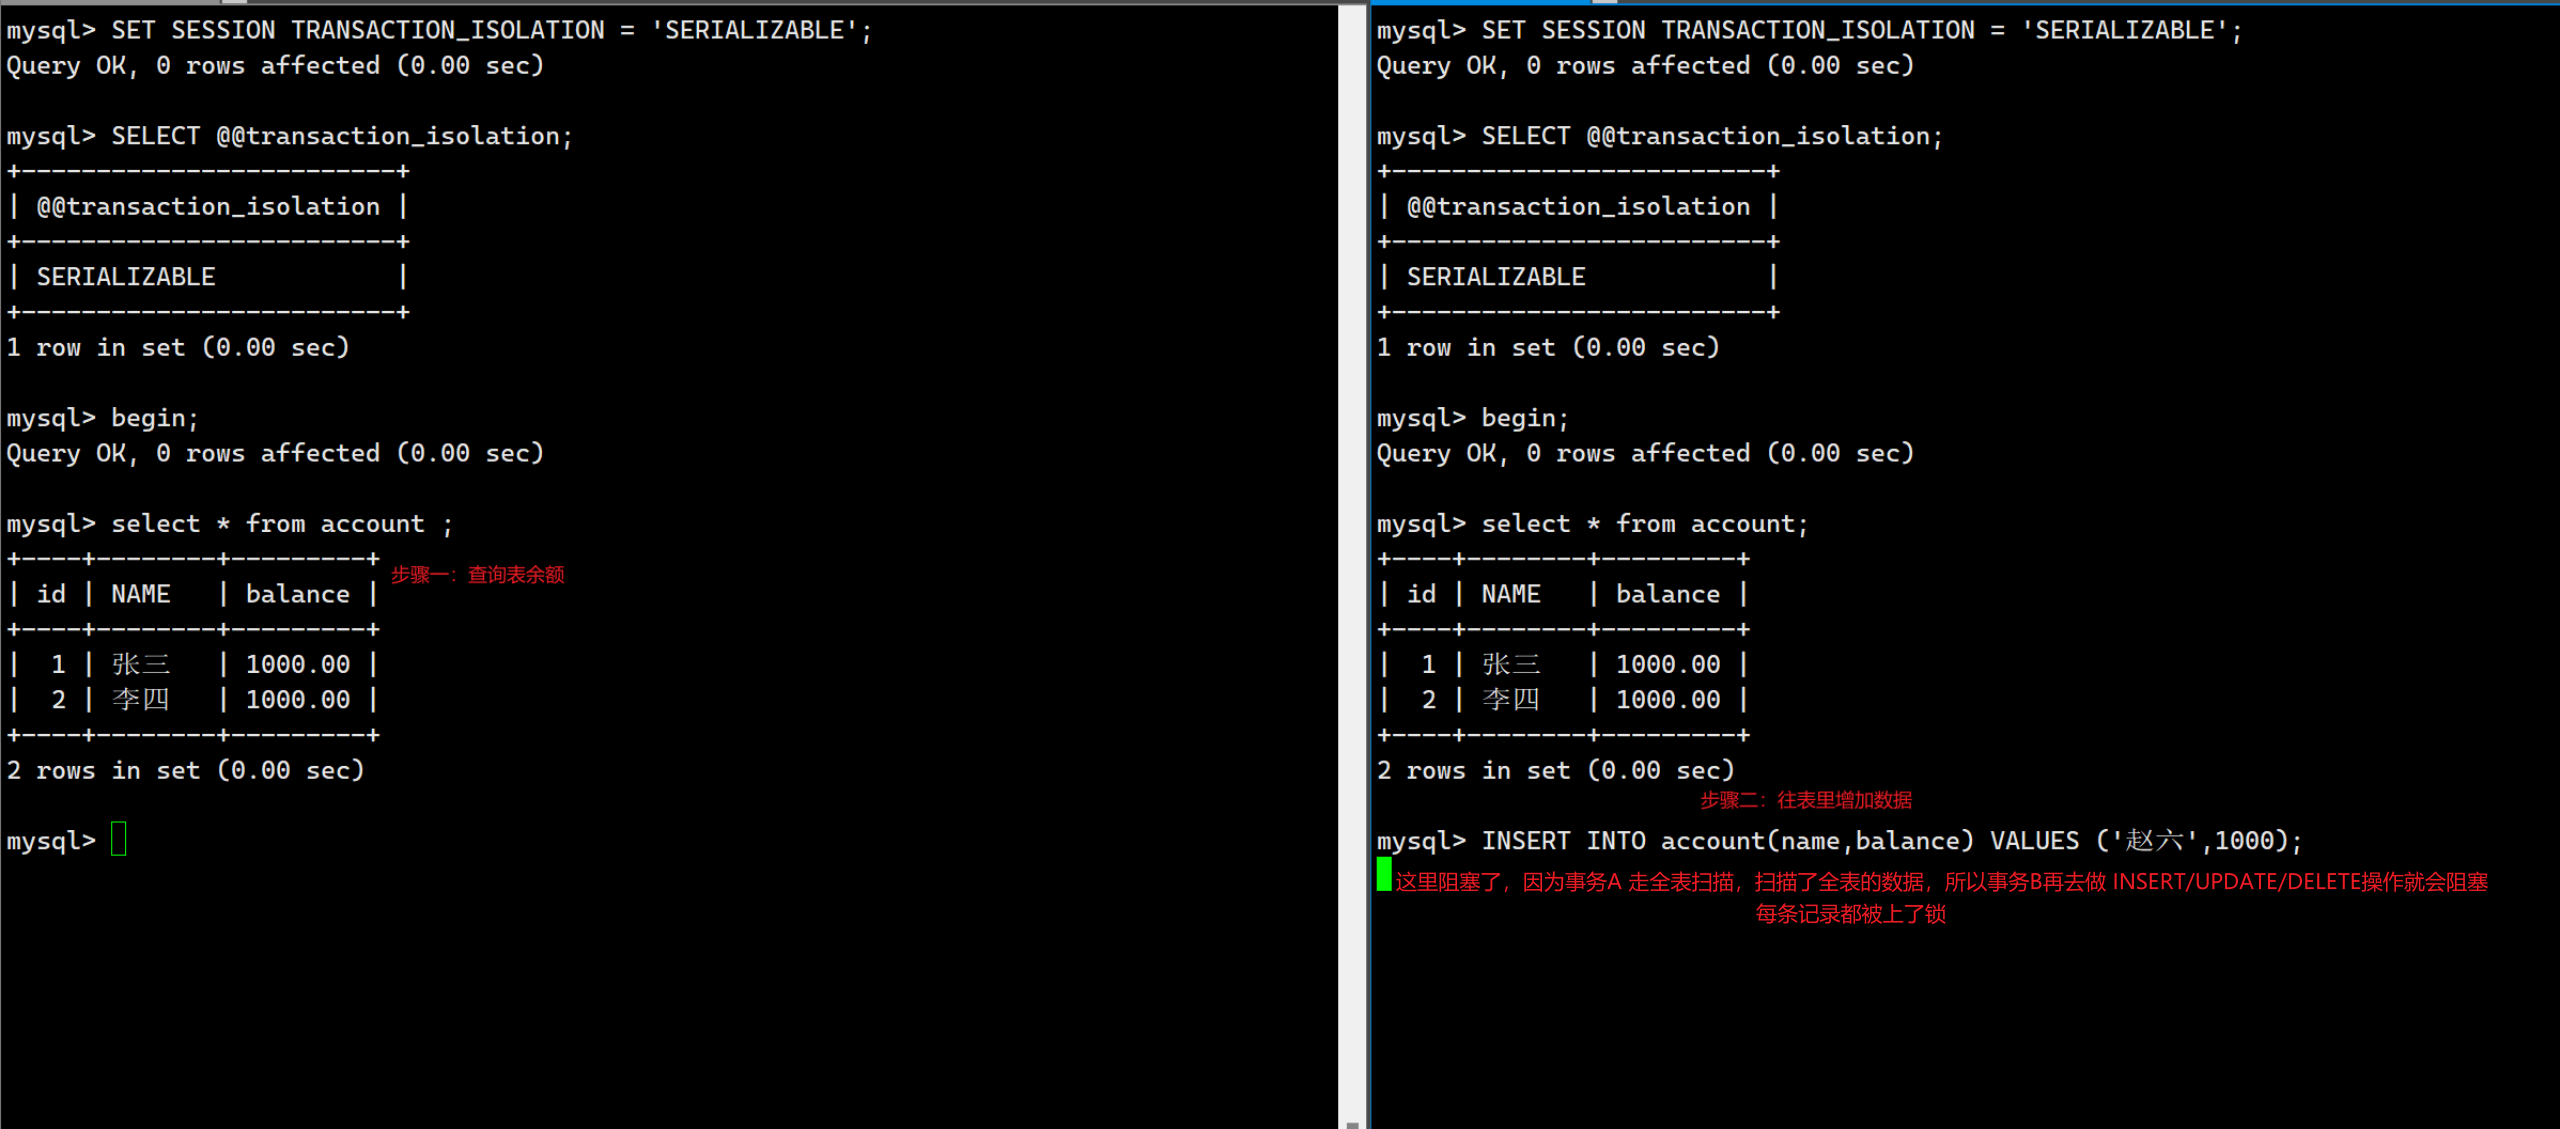 mysql> SET SESSION TRANSACTION_ISOLATION = 'SERIALIZABLE';
Query OK, 0 rows affected (0.00 sec)

mysql> SELECT @@transaction_isolation;
+-------------------------+
| @@transaction_isolation |
+-------------------------+
| SERIALIZABLE            |
+-------------------------+
1 row in set (0.00 sec)

mysql> begin;
Query OK, 0 rows affected (0.00 sec)

mysql> select * from account ;
+----+--------+---------+
步骤一：查询表余额
| id | NAME   | balance |
+----+--------+---------+
|  1 | 张三   | 1000.00 |
|  2 | 李四   | 1000.00 |
+----+--------+---------+
2 rows in set (0.00 sec)

mysql>
mysql> SET SESSION TRANSACTION_ISOLATION = 'SERIALIZABLE';
Query OK, 0 rows affected (0.00 sec)

mysql> SELECT @@transaction_isolation;
+-------------------------+
| @@transaction_isolation |
+-------------------------+
| SERIALIZABLE            |
+-------------------------+
1 row in set (0.00 sec)

mysql> begin;
Query OK, 0 rows affected (0.00 sec)

mysql> select * from account;
+----+--------+---------+
| id | NAME   | balance |
+----+--------+---------+
|  1 | 张三   | 1000.00 |
|  2 | 李四   | 1000.00 |
+----+--------+---------+
2 rows in set (0.00 sec)
步骤二：往表里增加数据
mysql> INSERT INTO account(name,balance) VALUES ('赵六',1000);
这里阻塞了，因为事务A 走全表扫描，扫描了全表的数据，所以事务B再去做 INSERT/UPDATE/DELETE操作就会阻塞
每条记录都被上了锁